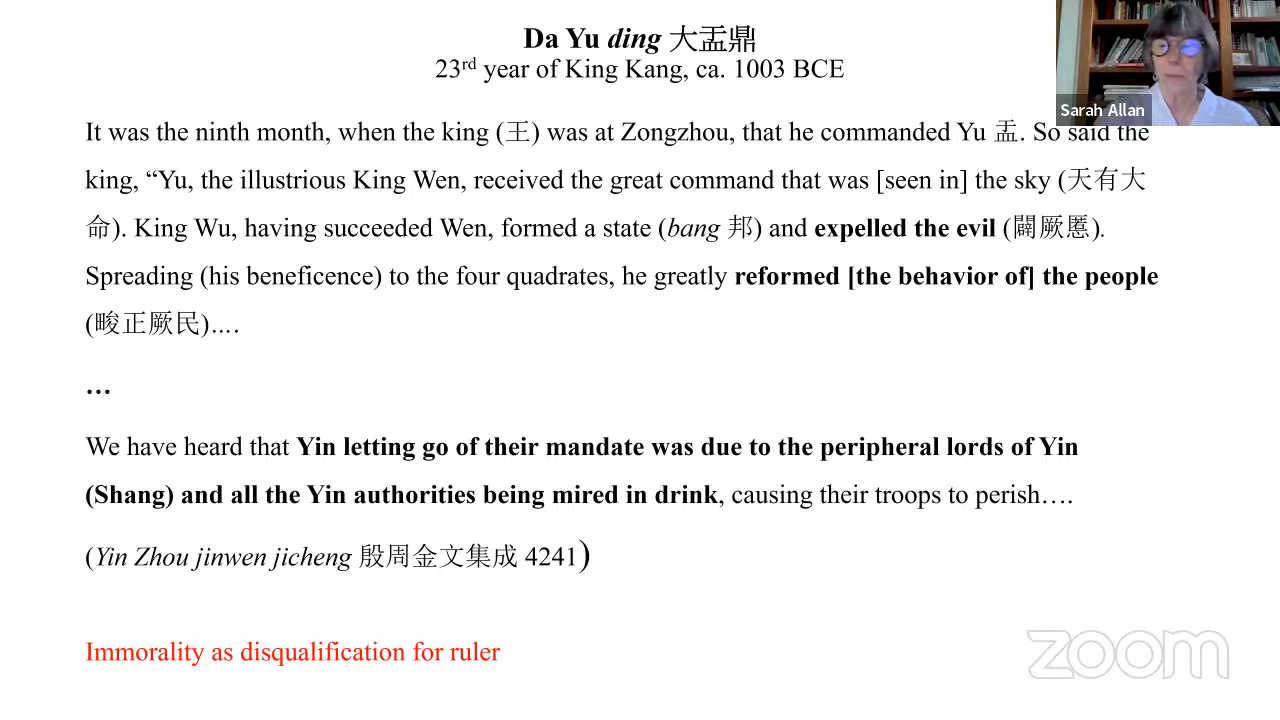 Da Yu ding 大盂鼎
23rd year of King Kang, ca. 1003 BCE
Sarah Allan
It was the ninth month, when the king (王) was at Zongzhou, that he commanded Yu 盂. So said the
king, “Yu, the illustrious King Wen, received the great command that was [seen in] the sky (天有大
命). King Wu, having succeeded Wen, formed a state (bang 邦) and expelled the evil (闢厥慝).
Spreading (his beneficence) to the four quadrates, he greatly reformed [the behavior of] the people
(畯正厥民)….
…
We have heard that Yin letting go of their mandate was due to the peripheral lords of Yin
(Shang) and all the Yin authorities being mired in drink, causing their troops to perish….
(Yin Zhou jinwen jicheng 殷周金文集成 4241)
Immorality as disqualification for ruler
zoom